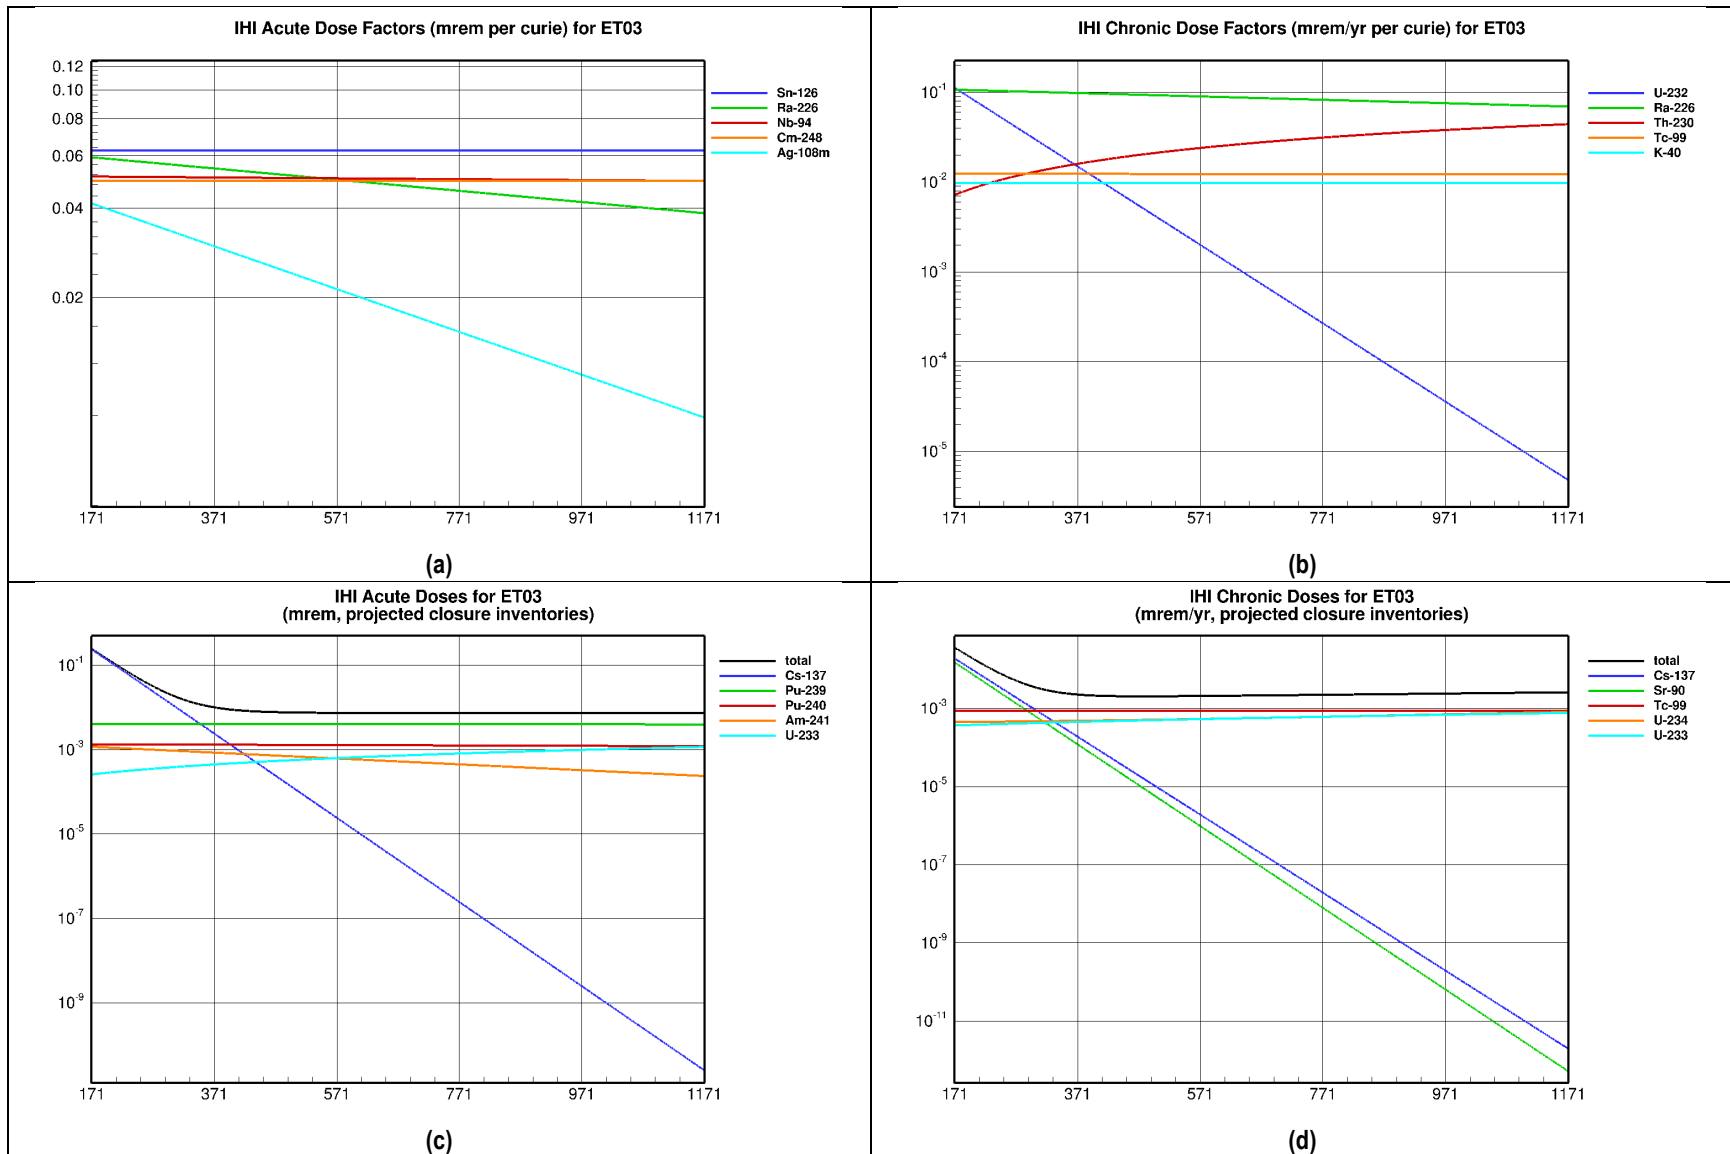 IHI Acute Dose Factors (mrem per curie) for ET03
0.12
0.10
0.08
0.06
0.04
0.02
171 371 571 771 971 1171
Sn-126
Ra-226
Nb-94
Cm-248
Ag-108m
(a)
IHI Chronic Dose Factors (mrem/yr per curie) for ET03
10^-1
10^-2
10^-3
10^-4
10^-5
171 371 571 771 971 1171
U-232
Ra-226
Th-230
Tc-99
K-40
(b)
IHI Acute Doses for ET03
(mrem, projected closure inventories)
10^-1
10^-3
10^-5
10^-7
10^-9
171 371 571 771 971 1171
total
Cs-137
Pu-239
Pu-240
Am-241
U-233
(c)
IHI Chronic Doses for ET03
(mrem/yr, projected closure inventories)
10^-3
10^-5
10^-7
10^-9
10^-11
171 371 571 771 971 1171
total
Cs-137
Sr-90
Tc-99
U-234
U-233
(d)